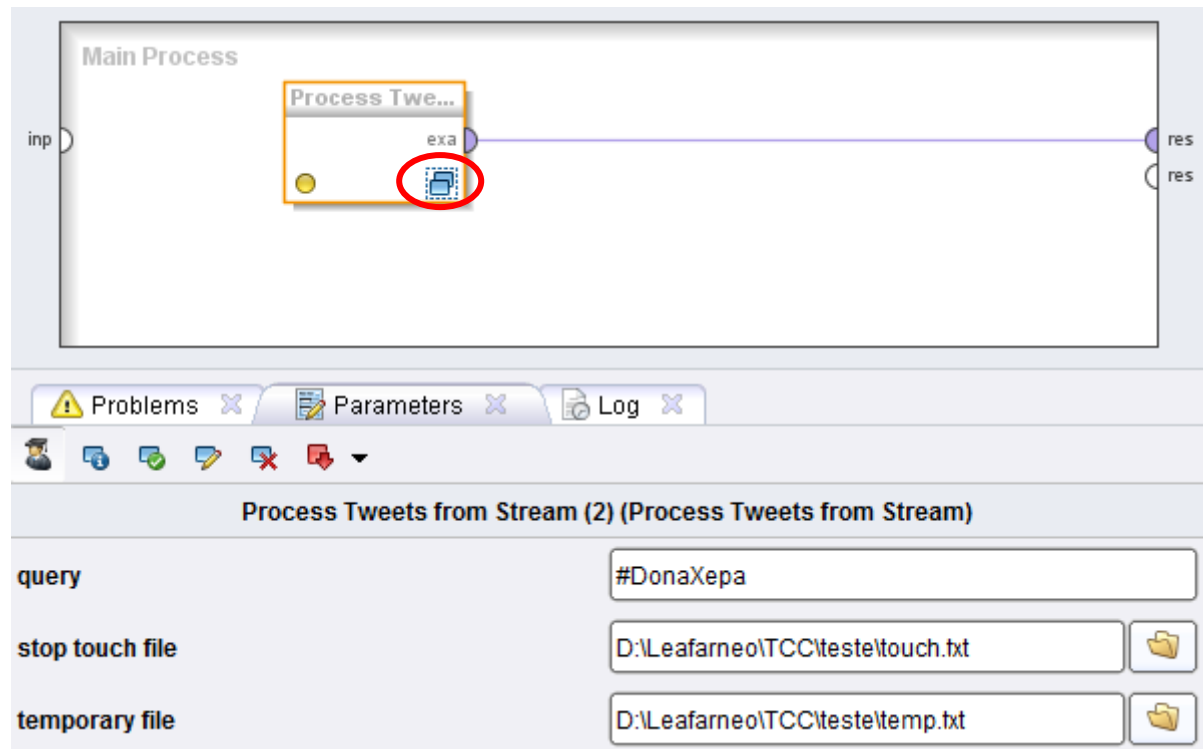 Main Process
Process Twe...
inp
exa
res
res
Problems
Parameters
Log
Process Tweets from Stream (2) (Process Tweets from Stream)
query
#DonaXepa
stop touch file
D:\Leafarneo\TCC\teste\touch.txt
temporary file
D:\Leafarneo\TCC\teste\temp.txt